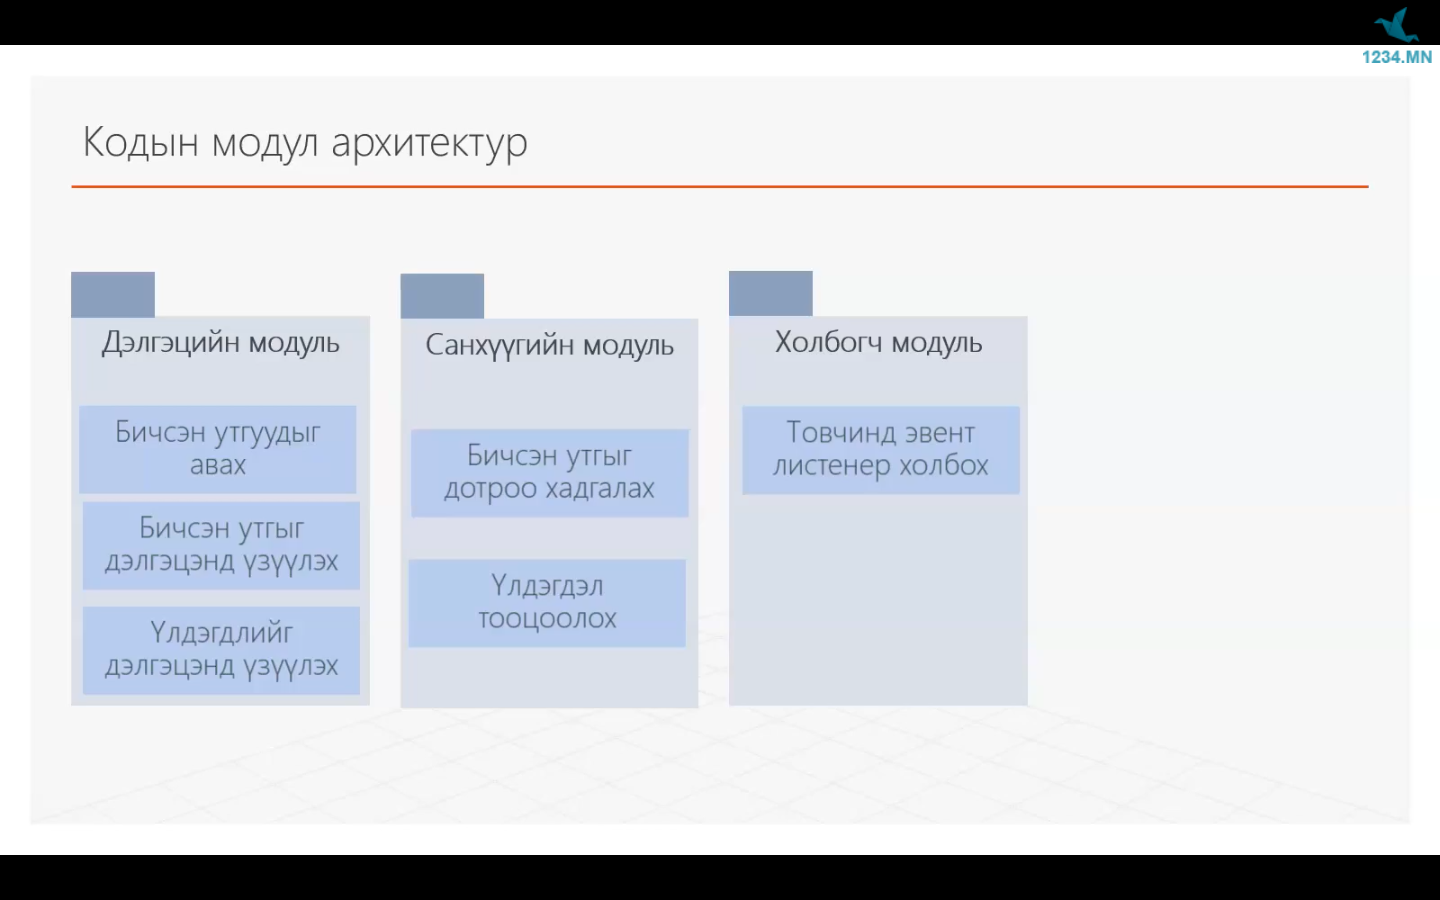 1234.MN
Кодын модул архитектур
Дэлгэцийн модуль
Бичсэн утгуудыг
авах
Бичсэн утгыг
дэлгэцэнд үзүүлэх
Үлдэгдлийг
дэлгэцэнд үзүүлэх
Санхүүгийн модуль
Бичсэн утгыг
дотроо хадгалах
Үлдэгдэл
тооцоолох
Холбогч модуль
Товчинд эвент
листенер холбох